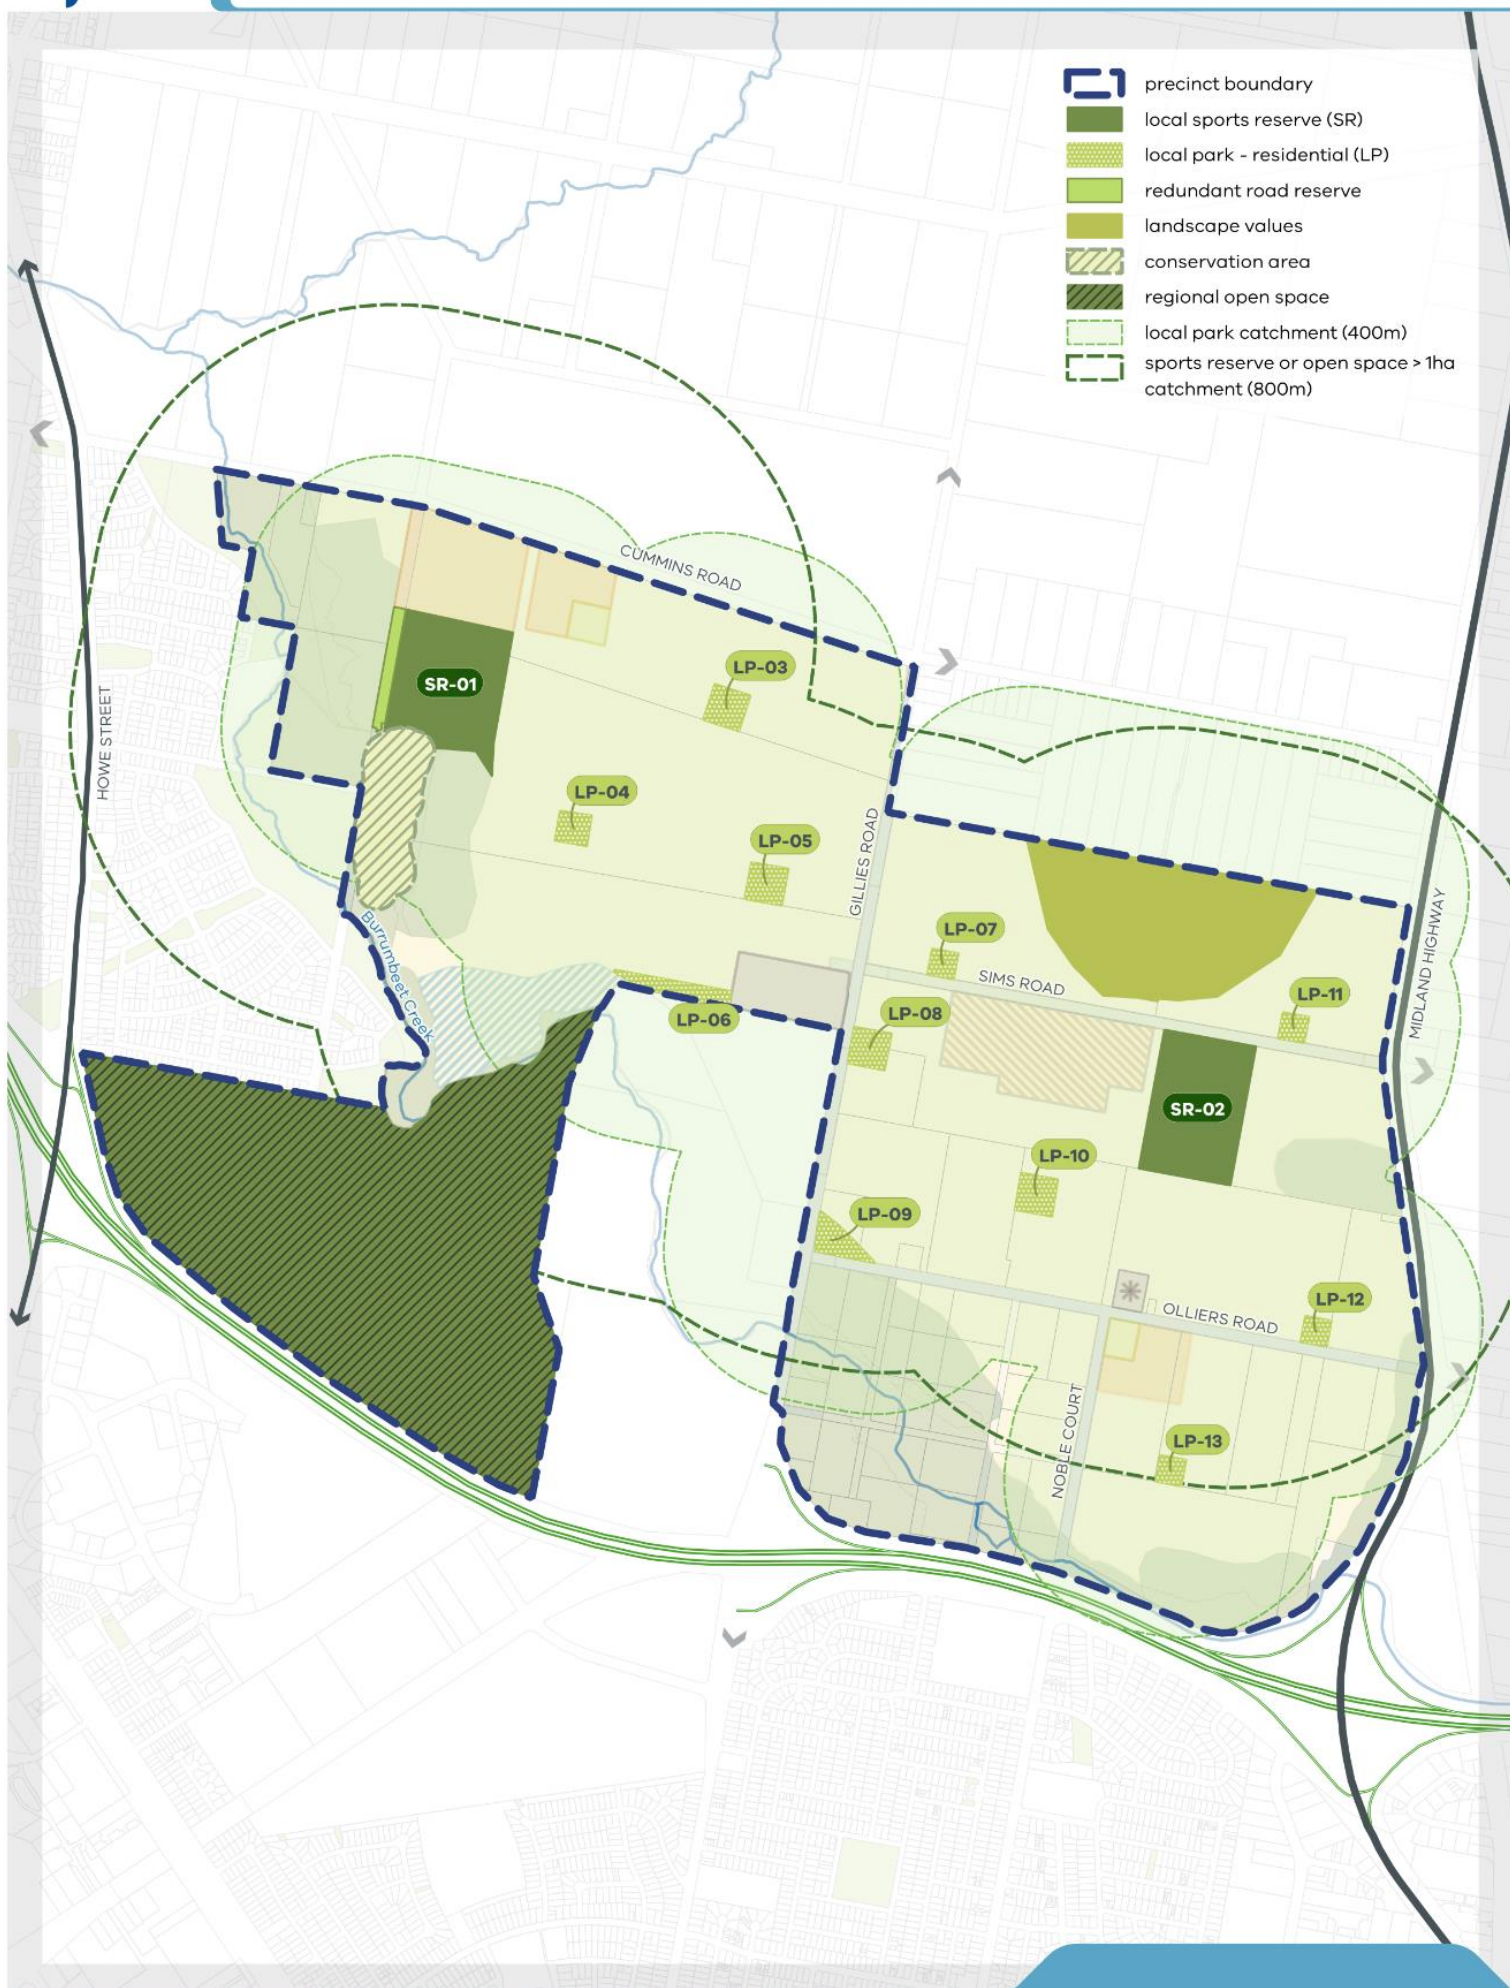 precinct boundary
local sports reserve (SR)
local park - residential (LP)
redundant road reserve
landscape values
conservation area
regional open space
local park catchment (400m)
sports reserve or open space > 1ha
catchment (800m)
CUMMINS ROAD
LP-03
SR-01
HOWE STREET
LP-04
LP-05
GILLIES ROAD
LP-07
MIDLAND HIGHWAY
Burrumbeet Creek
SIMS ROAD
LP-11
LP-06
LP-08
SR-02
LP-10
LP-09
LP-12
OLLIERS ROAD
NOBLE COURT
LP-13